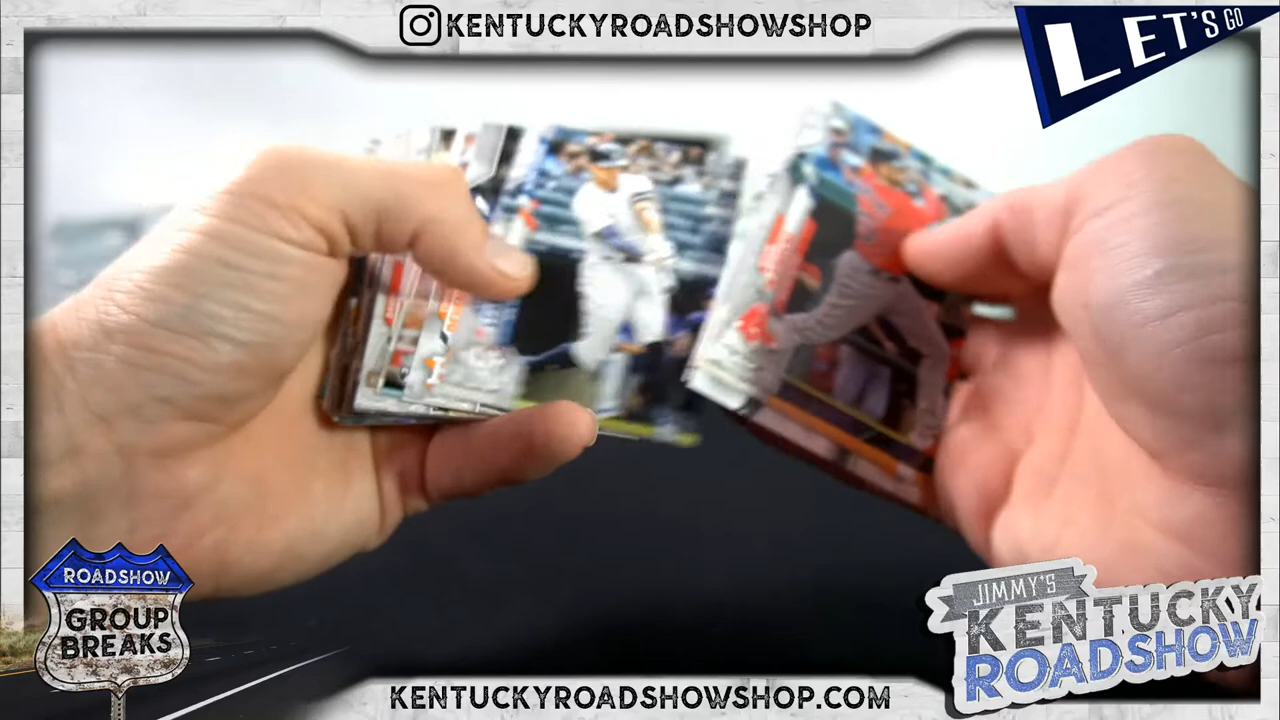 KENTUCKYROADSHOWSHOP
LET'S GO
ROADSHOW
GROUP
BREAKS
JIMMY'S
KENTUCKY
ROADSHOW
KENTUCKYROADSHOWSHOP.COM